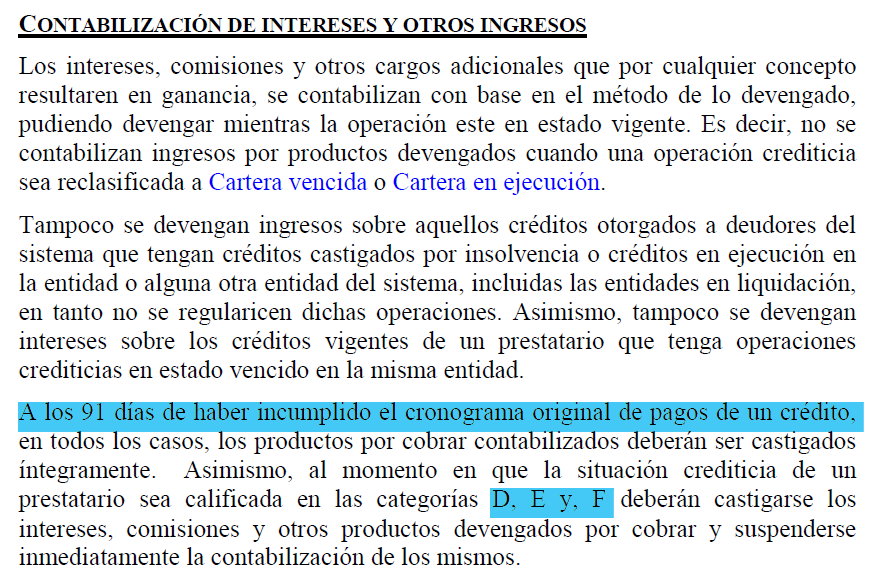 CONTABILIZACIÓN DE INTERESES Y OTROS INGRESOS
Los intereses, comisiones y otros cargos adicionales que por cualquier concepto
resultaren en ganancia, se contabilizan con base en el método de lo devengado,
pudiendo devengar mientras la operación este en estado vigente. Es decir, no se
contabilizan ingresos por productos devengados cuando una operación crediticia
sea reclasificada a Cartera vencida o Cartera en ejecución.
Tampoco se devengan ingresos sobre aquellos créditos otorgados a deudores del
sistema que tengan créditos castigados por insolvencia o créditos en ejecución en
la entidad o alguna otra entidad del sistema, incluidas las entidades en liquidación,
en tanto no se regularicen dichas operaciones. Asimismo, tampoco se devengan
intereses sobre los créditos vigentes de un prestatario que tenga operaciones
crediticias en estado vencido en la misma entidad.
A los 91 días de haber incumplido el cronograma original de pagos de un crédito,
en todos los casos, los productos por cobrar contabilizados deberán ser castigados
íntegramente. Asimismo, al momento en que la situación crediticia de un
prestatario sea calificada en las categorías D, E y, F deberán castigarse los
intereses, comisiones y otros productos devengados por cobrar y suspenderse
inmediatamente la contabilización de los mismos.